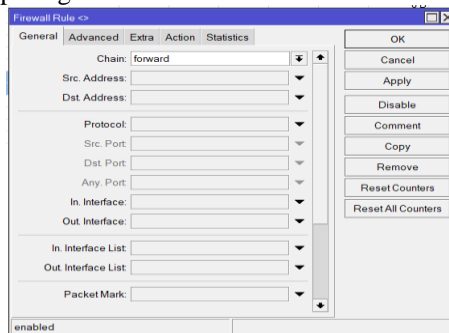 Firewall Rule <>
General Advanced Extra Action Statistics
Chain: forward
Src. Address:
Dst. Address:
Protocol:
Src. Port:
Dst. Port:
Any. Port:
In. Interface:
Out. Interface:
In. Interface List:
Out. Interface List:
Packet Mark:
OK
Cancel
Apply
Disable
Comment
Copy
Remove
Reset Counters
Reset All Counters
enabled